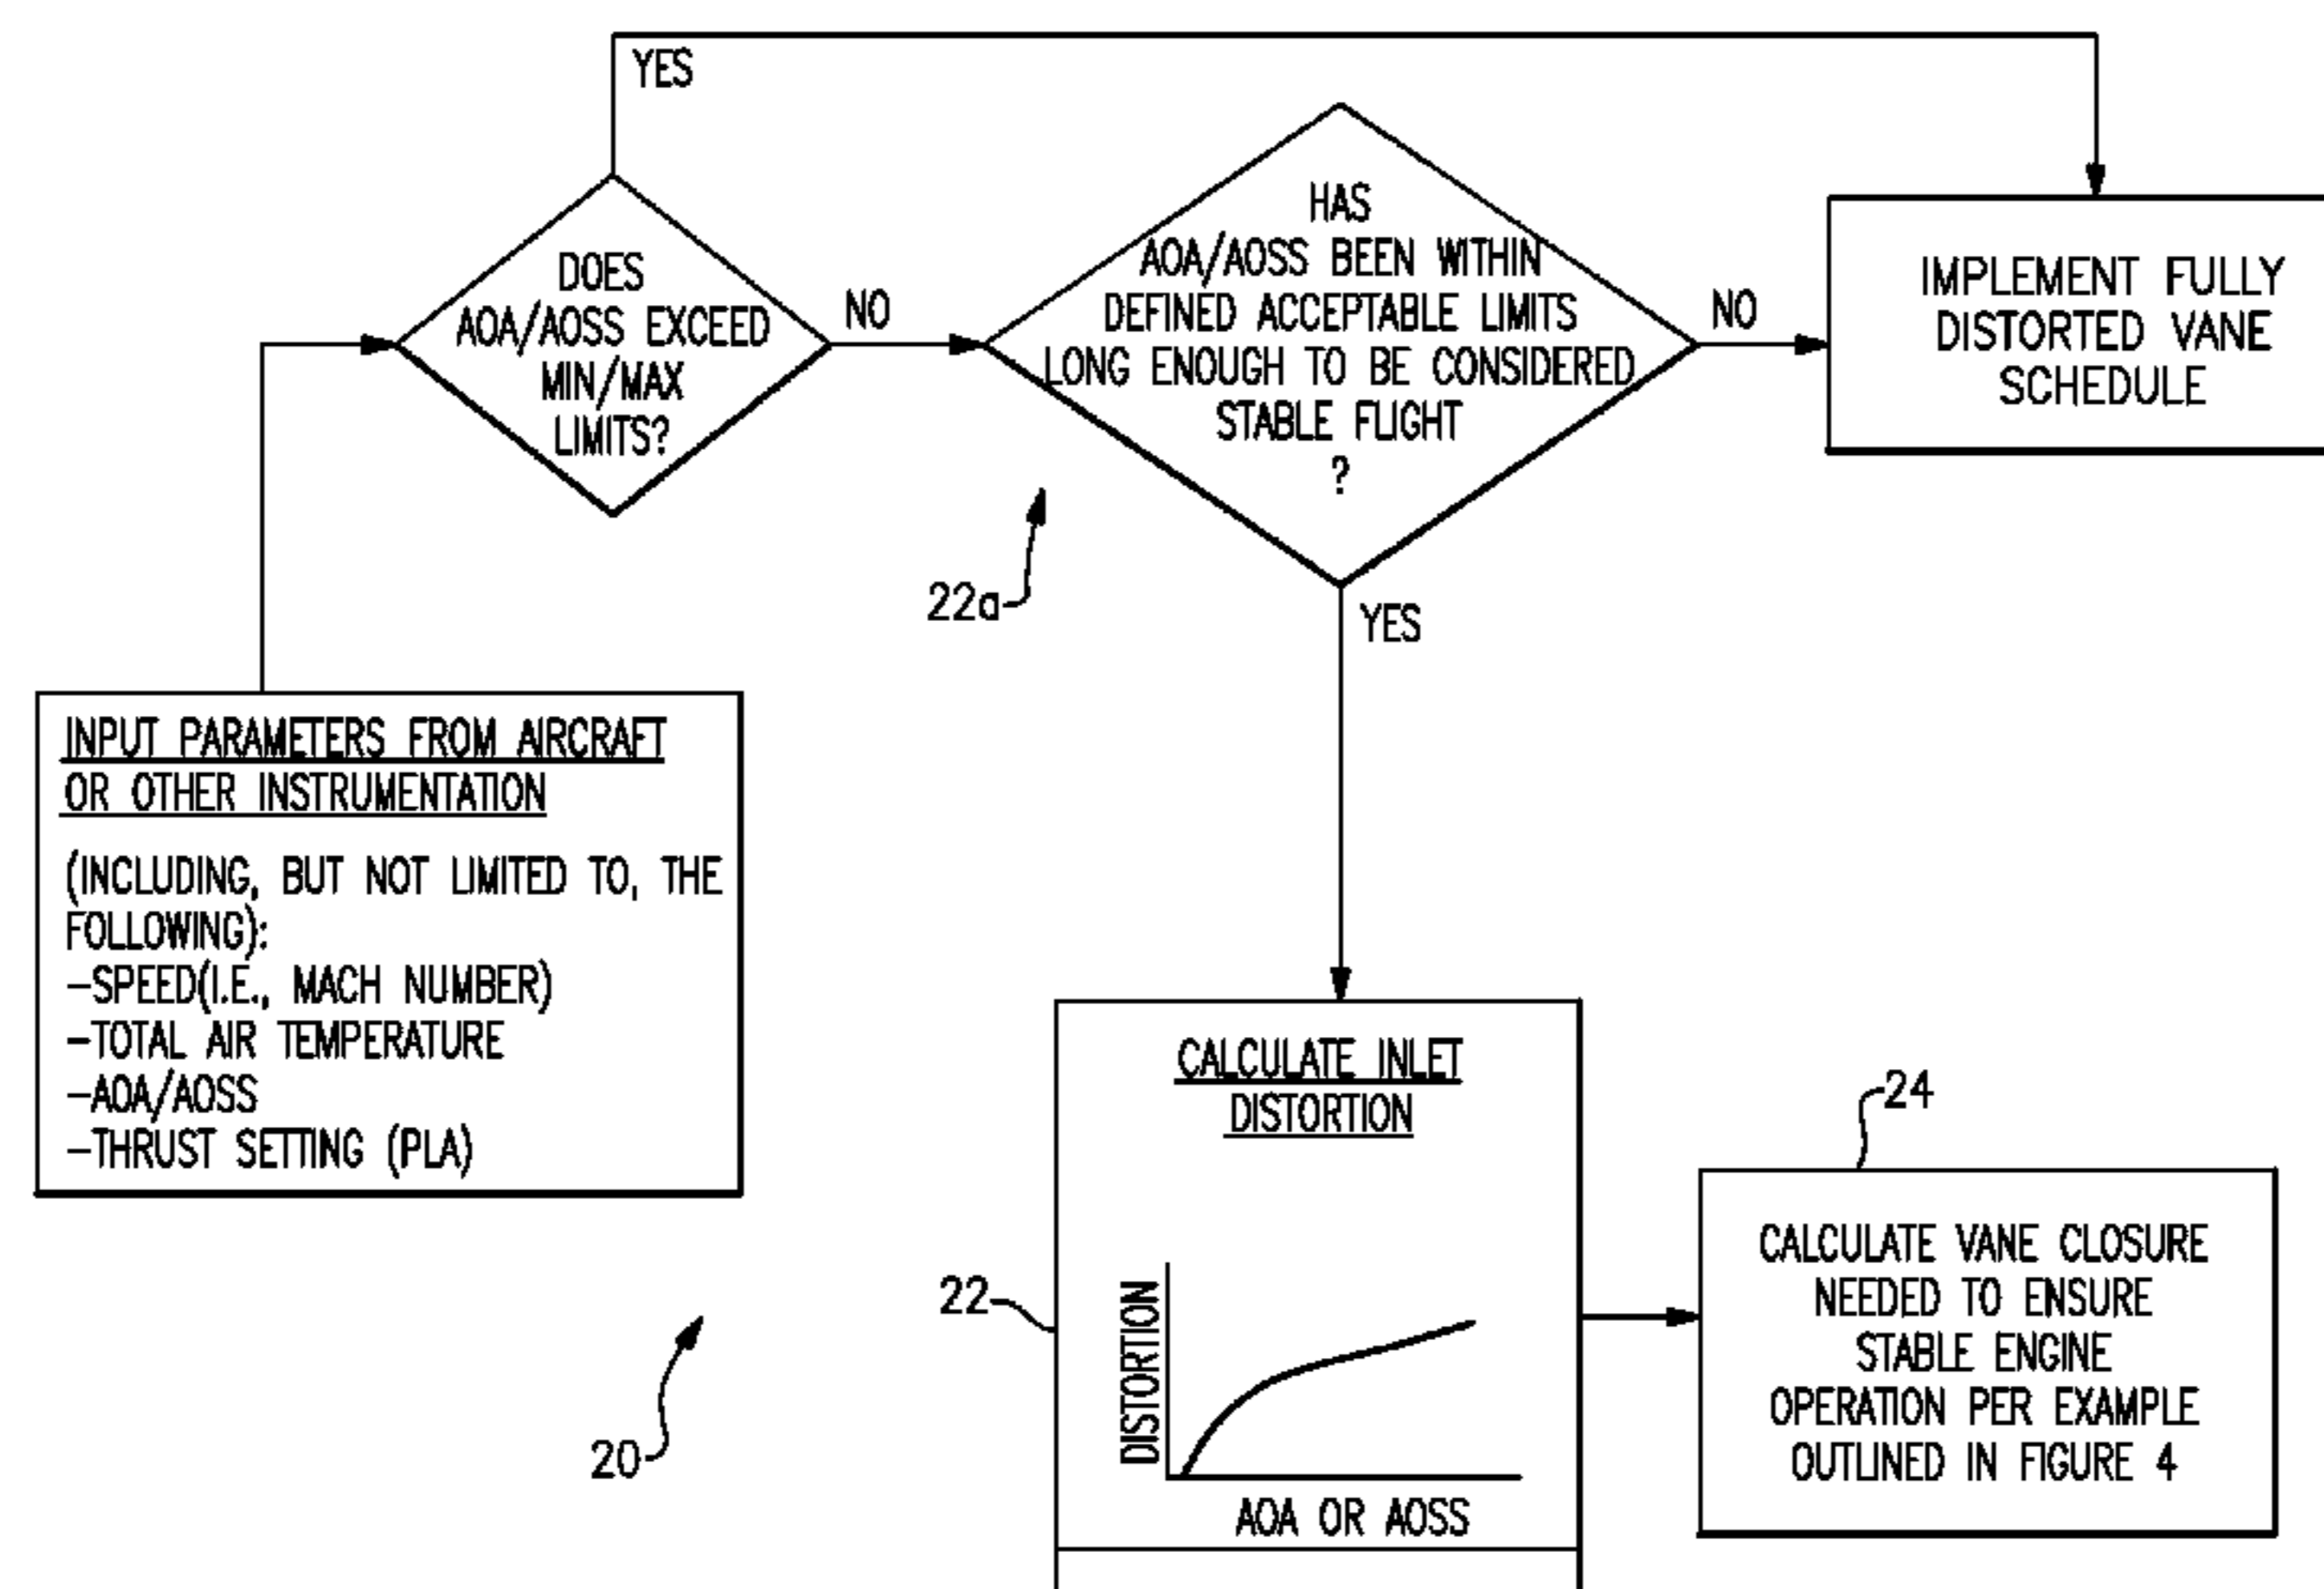 YES
DOES
AOA/AOSS EXCEED
MIN/MAX
LIMITS?
NO
HAS
AOA/AOSS BEEN WITHIN
DEFINED ACCEPTABLE LIMITS
LONG ENOUGH TO BE CONSIDERED
STABLE FLIGHT
?
NO
IMPLEMENT FULLY
DISTORTED VANE
SCHEDULE
22a
YES
INPUT PARAMETERS FROM AIRCRAFT
OR OTHER INSTRUMENTATION
(INCLUDING, BUT NOT LIMITED TO, THE
FOLLOWING):
-SPEED(I.E., MACH NUMBER)
-TOTAL AIR TEMPERATURE
-AOA/AOSS
-THRUST SETTING (PLA)
20
CALCULATE INLET
DISTORTION
22
DISTORTION
AOA OR AOSS
24
CALCULATE VANE CLOSURE
NEEDED TO ENSURE
STABLE ENGINE
OPERATION PER EXAMPLE
OUTLINED IN FIGURE 4